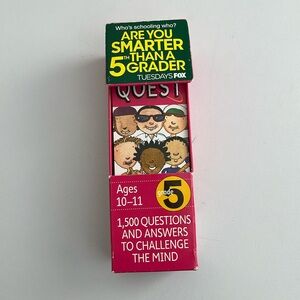 Who's schooling who?
ARE YOU
SMARTER
THAN A
5TH GRADER
TUESDAYS FOX
QUEST
Ages
10–11
grade 5
1,500 QUESTIONS
AND ANSWERS
TO CHALLENGE
THE MIND